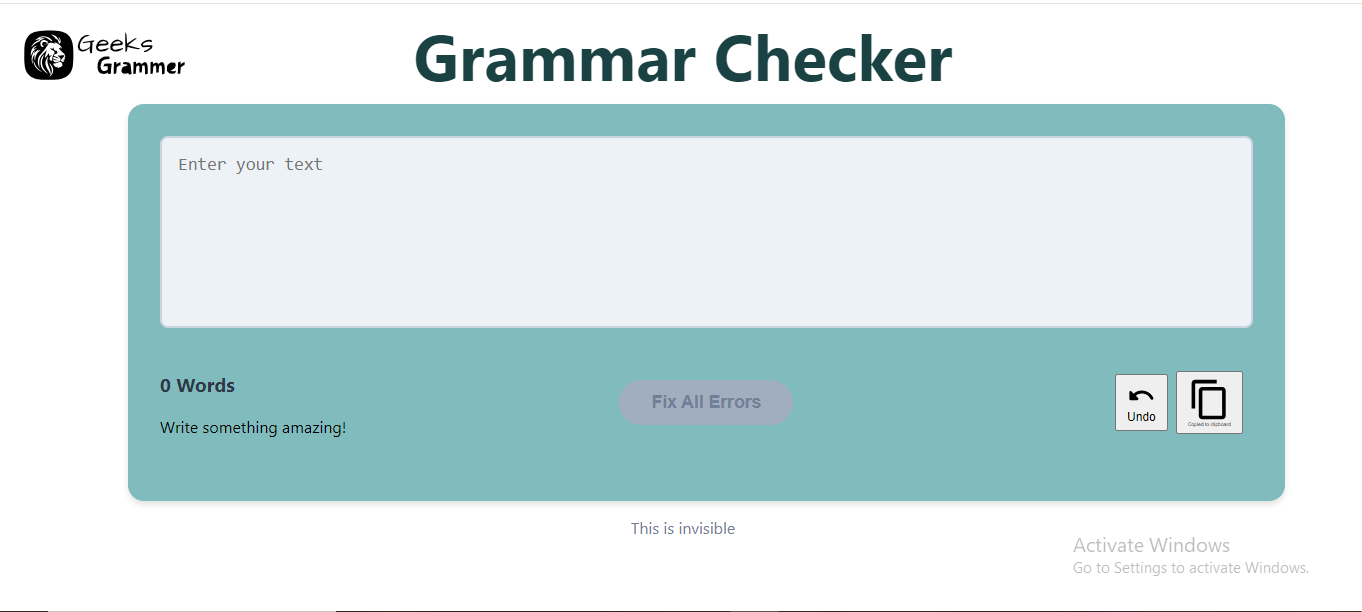 Geeks
Grammer
Grammar Checker
Enter your text
0 Words
Write something amazing!
Fix All Errors
Undo
Copied to clipboard
This is invisible
Activate Windows
Go to Settings to activate Windows.